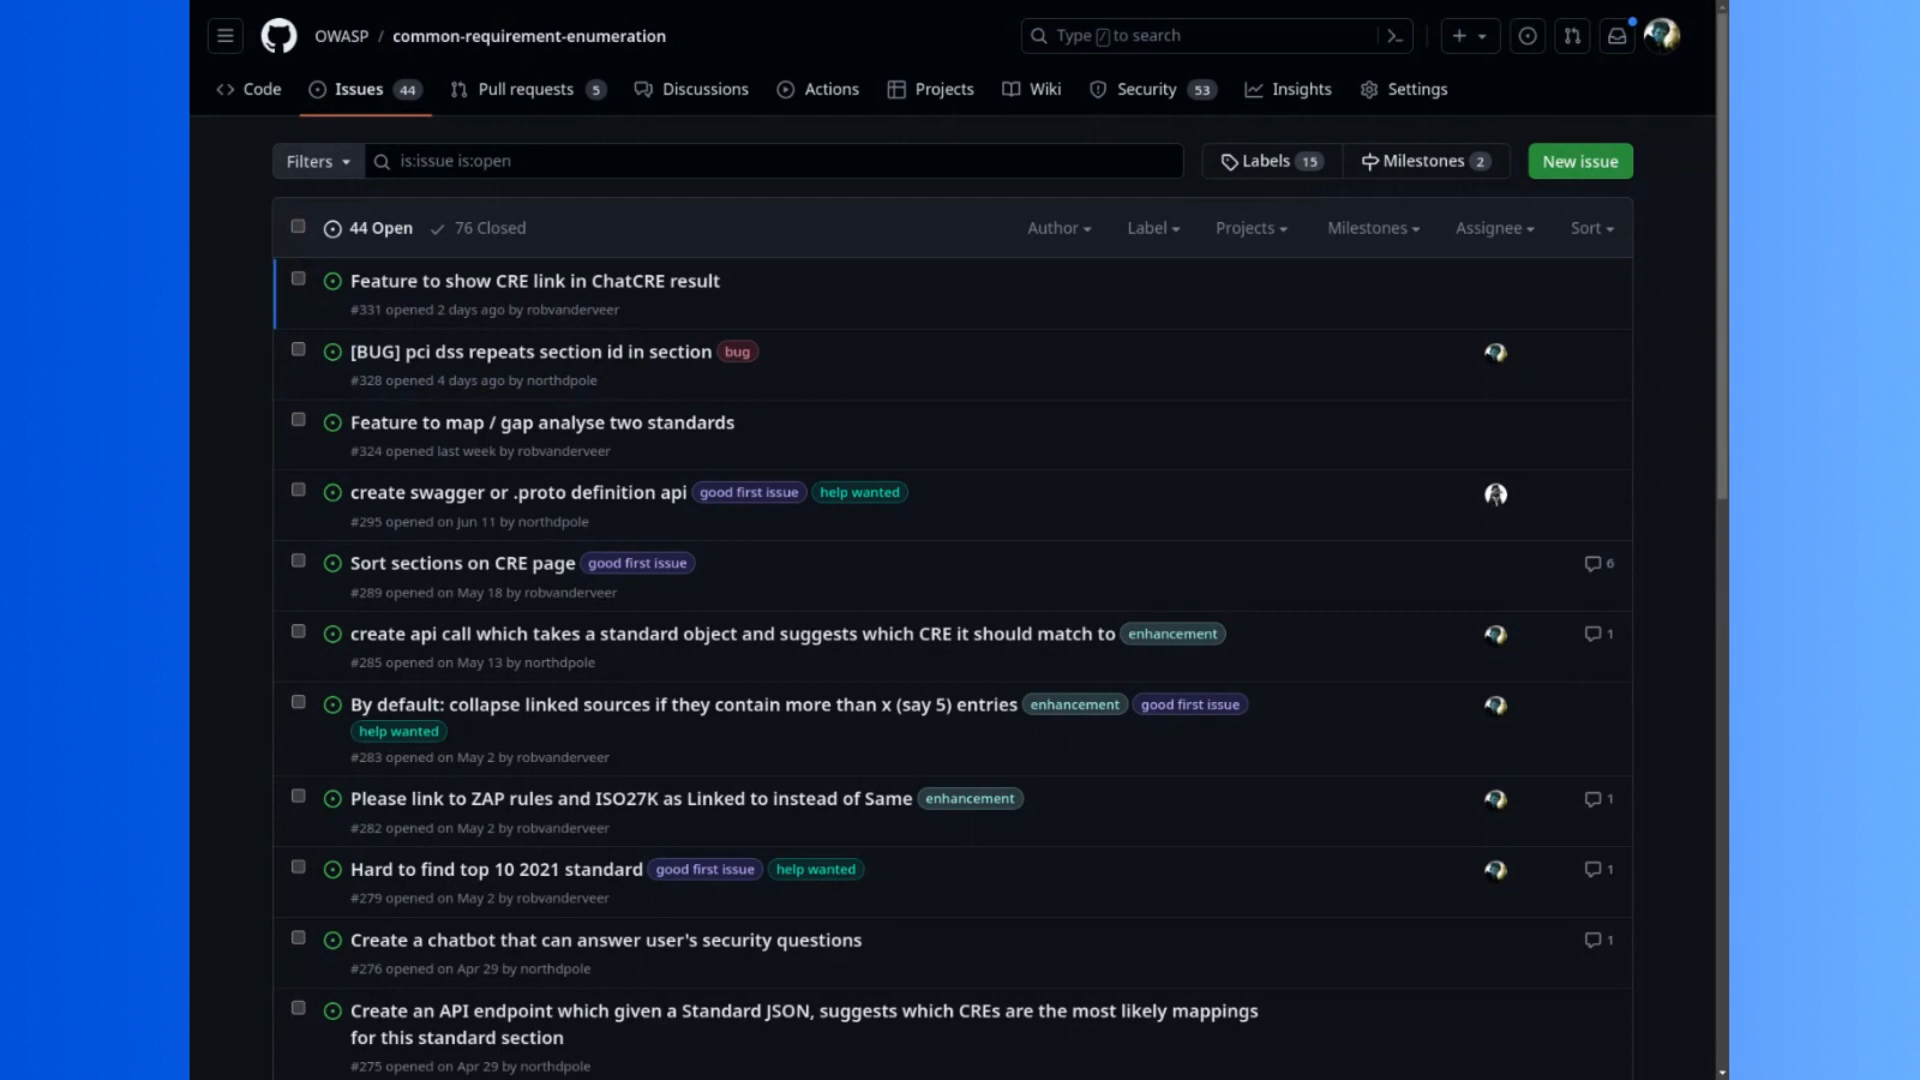 OWASP / common-requirement-enumeration
Type / to search
Code
Issues 44
Pull requests 5
Discussions
Actions
Projects
Wiki
Security 53
Insights
Settings
Filters
is:issue is:open
Labels 15
Milestones 2
New issue
44 Open
76 Closed
Author
Label
Projects
Milestones
Assignee
Sort
Feature to show CRE link in ChatCRE result
#331 opened 2 days ago by robvanderveer
[BUG] pci dss repeats section id in section bug
#328 opened 4 days ago by northdpole
Feature to map / gap analyse two standards
#324 opened last week by robvanderveer
create swagger or .proto definition api good first issue help wanted
#295 opened on Jun 11 by northdpole
Sort sections on CRE page good first issue 6
#289 opened on May 18 by robvanderveer
create api call which takes a standard object and suggests which CRE it should match to enhancement 1
#285 opened on May 13 by northdpole
By default: collapse linked sources if they contain more than x (say 5) entries enhancement good first issue
help wanted
#283 opened on May 2 by robvanderveer
Please link to ZAP rules and ISO27K as Linked to instead of Same enhancement 1
#282 opened on May 2 by robvanderveer
Hard to find top 10 2021 standard good first issue help wanted 1
#279 opened on May 2 by robvanderveer
Create a chatbot that can answer user's security questions 1
#276 opened on Apr 29 by northdpole
Create an API endpoint which given a Standard JSON, suggests which CREs are the most likely mappings
for this standard section
#275 opened on Apr 29 by northdpole